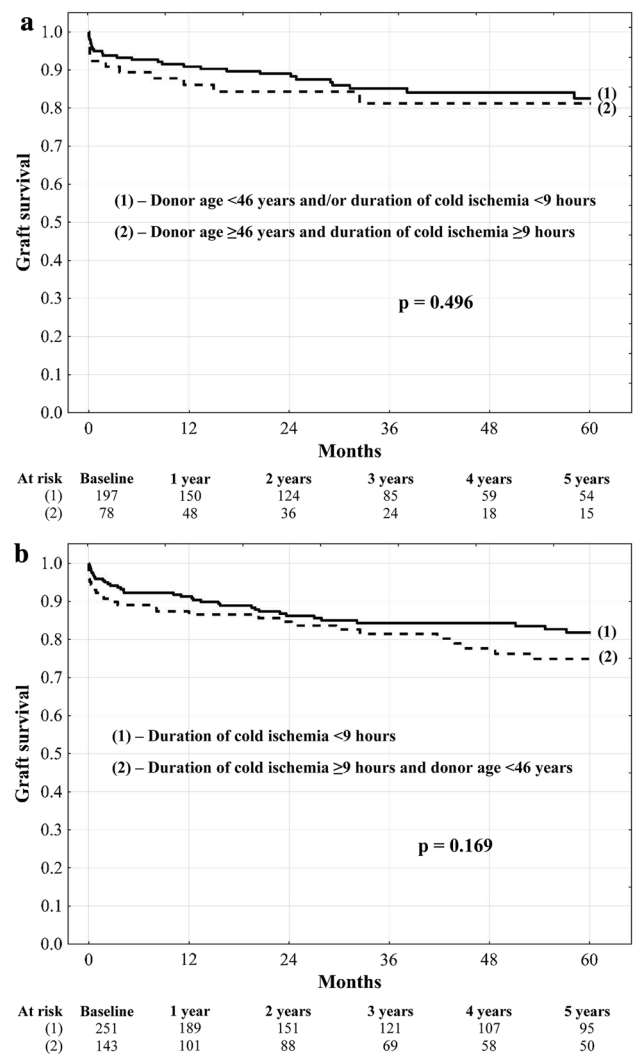 a
1.0
0.9
0.8
0.7
0.6
0.5
0.4
0.3
0.2
0.1
0.0
Graft survival
(1)
(2)
(1) – Donor age <46 years and/or duration of cold ischemia <9 hours
(2) – Donor age ≥46 years and duration of cold ischemia ≥9 hours
p = 0.496
0 12 24 36 48 60
Months
At risk Baseline 1 year 2 years 3 years 4 years 5 years
(1) 197 150 124 85 59 54
(2) 78 48 36 24 18 15
b
1.0
0.9
0.8
0.7
0.6
0.5
0.4
0.3
0.2
0.1
0.0
Graft survival
(1)
(2)
(1) – Duration of cold ischemia <9 hours
(2) – Duration of cold ischemia ≥9 hours and donor age <46 years
p = 0.169
0 12 24 36 48 60
Months
At risk Baseline 1 year 2 years 3 years 4 years 5 years
(1) 251 189 151 121 107 95
(2) 143 101 88 69 58 50